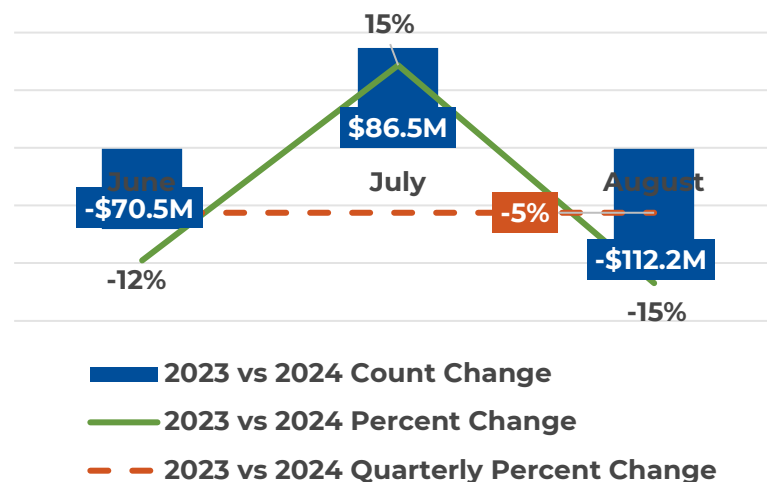 15%
$86.5M
June
July
August
-$70.5M
-5%
-$112.2M
-12%
-15%
2023 vs 2024 Count Change
2023 vs 2024 Percent Change
2023 vs 2024 Quarterly Percent Change